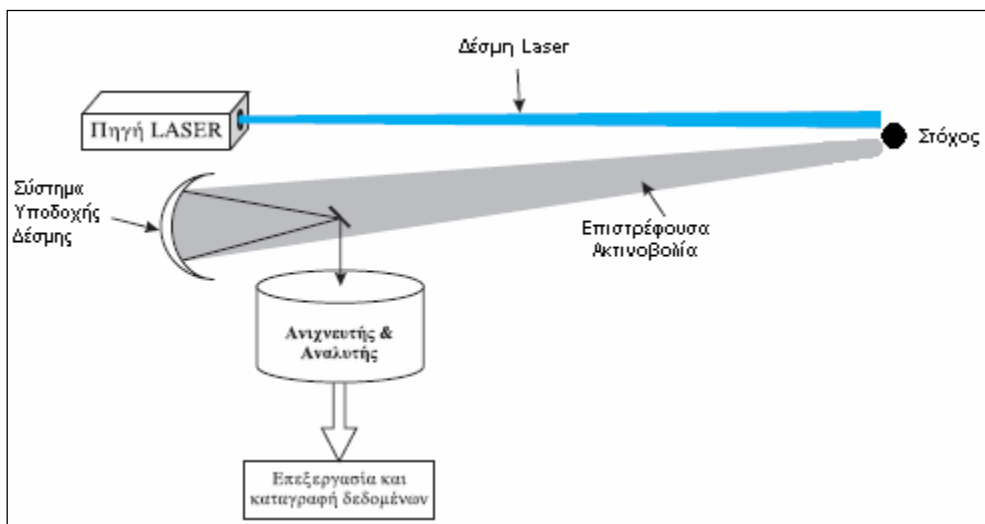 Δέσμη Laser
Πηγή LASER
Στόχος
Σύστημα
Υποδοχής
Δέσμης
Επιστρέφουσα
Ακτινοβολία
Ανιχνευτής &
Αναλυτής
Επεξεργασία και
καταγραφή δεδομένων